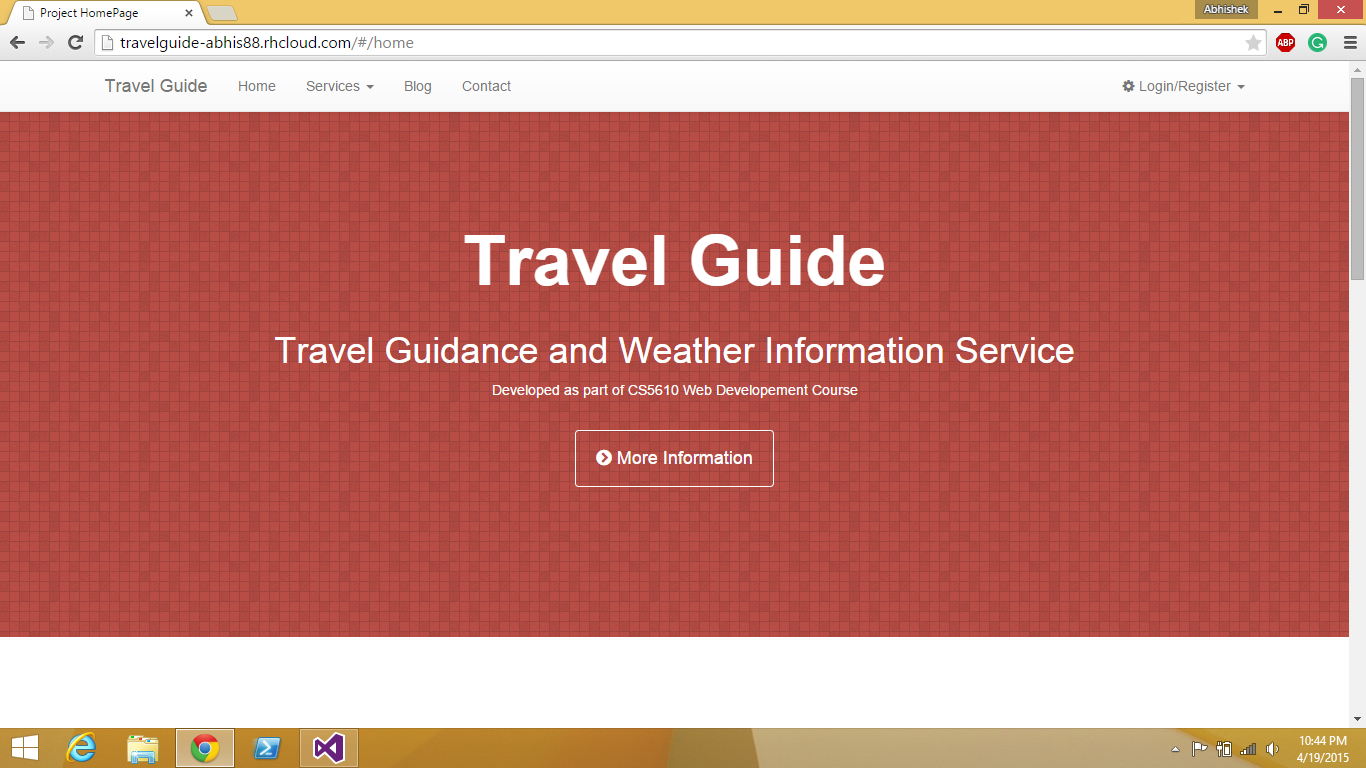 Project HomePage
Abhishek
travelguide-abhis88.rhcloud.com/#/home
ABP
Travel Guide Home Services Blog Contact Login/Register
Travel Guide
Travel Guidance and Weather Information Service
Developed as part of CS5610 Web Developement Course
More Information
10:44 PM
4/19/2015